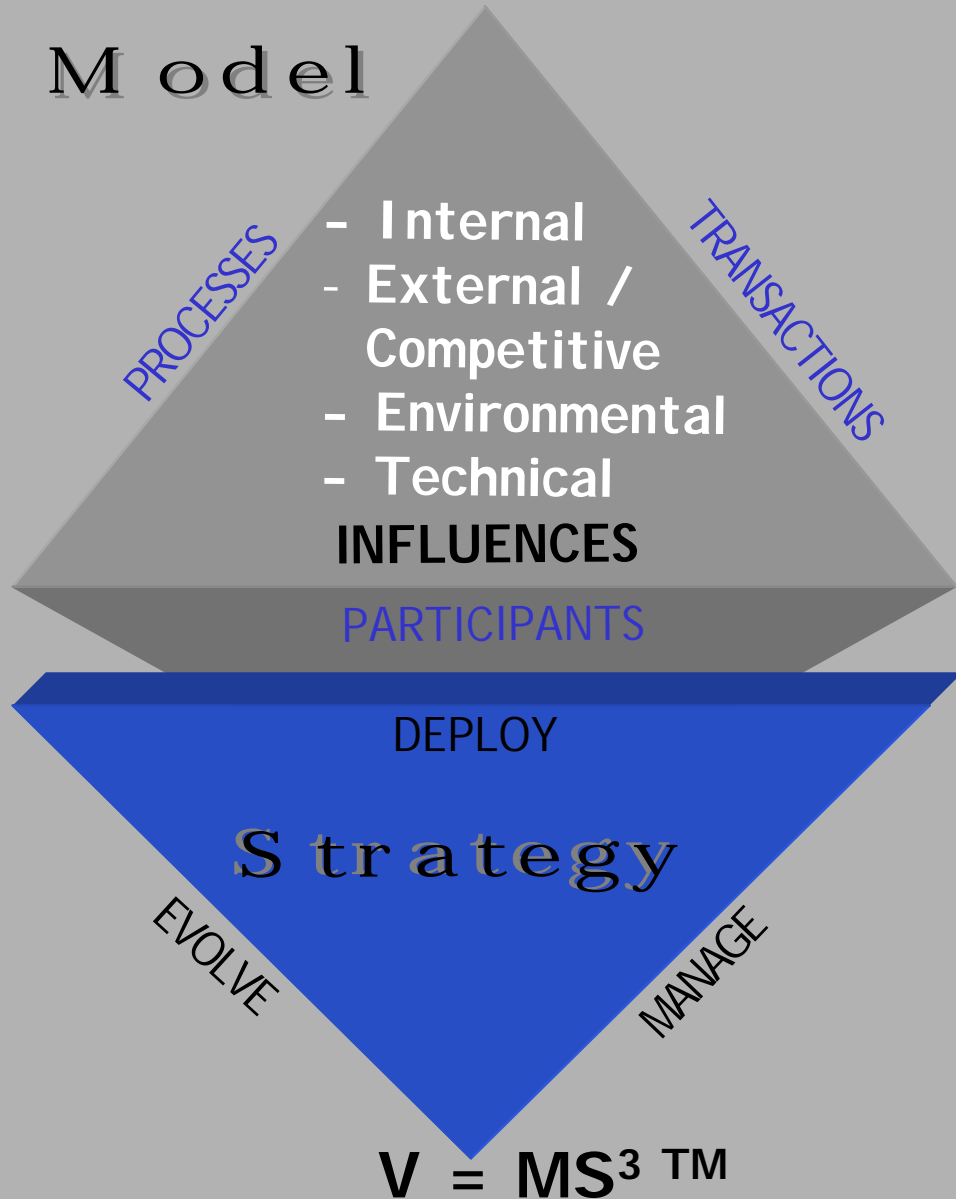 Model
PROCESSES
TRANSACTIONS
- Internal
- External /
Competitive
- Environmental
- Technical
INFLUENCES
PARTICIPANTS
DEPLOY
Strategy
EVOLVE
MANAGE
V = MS³ TM